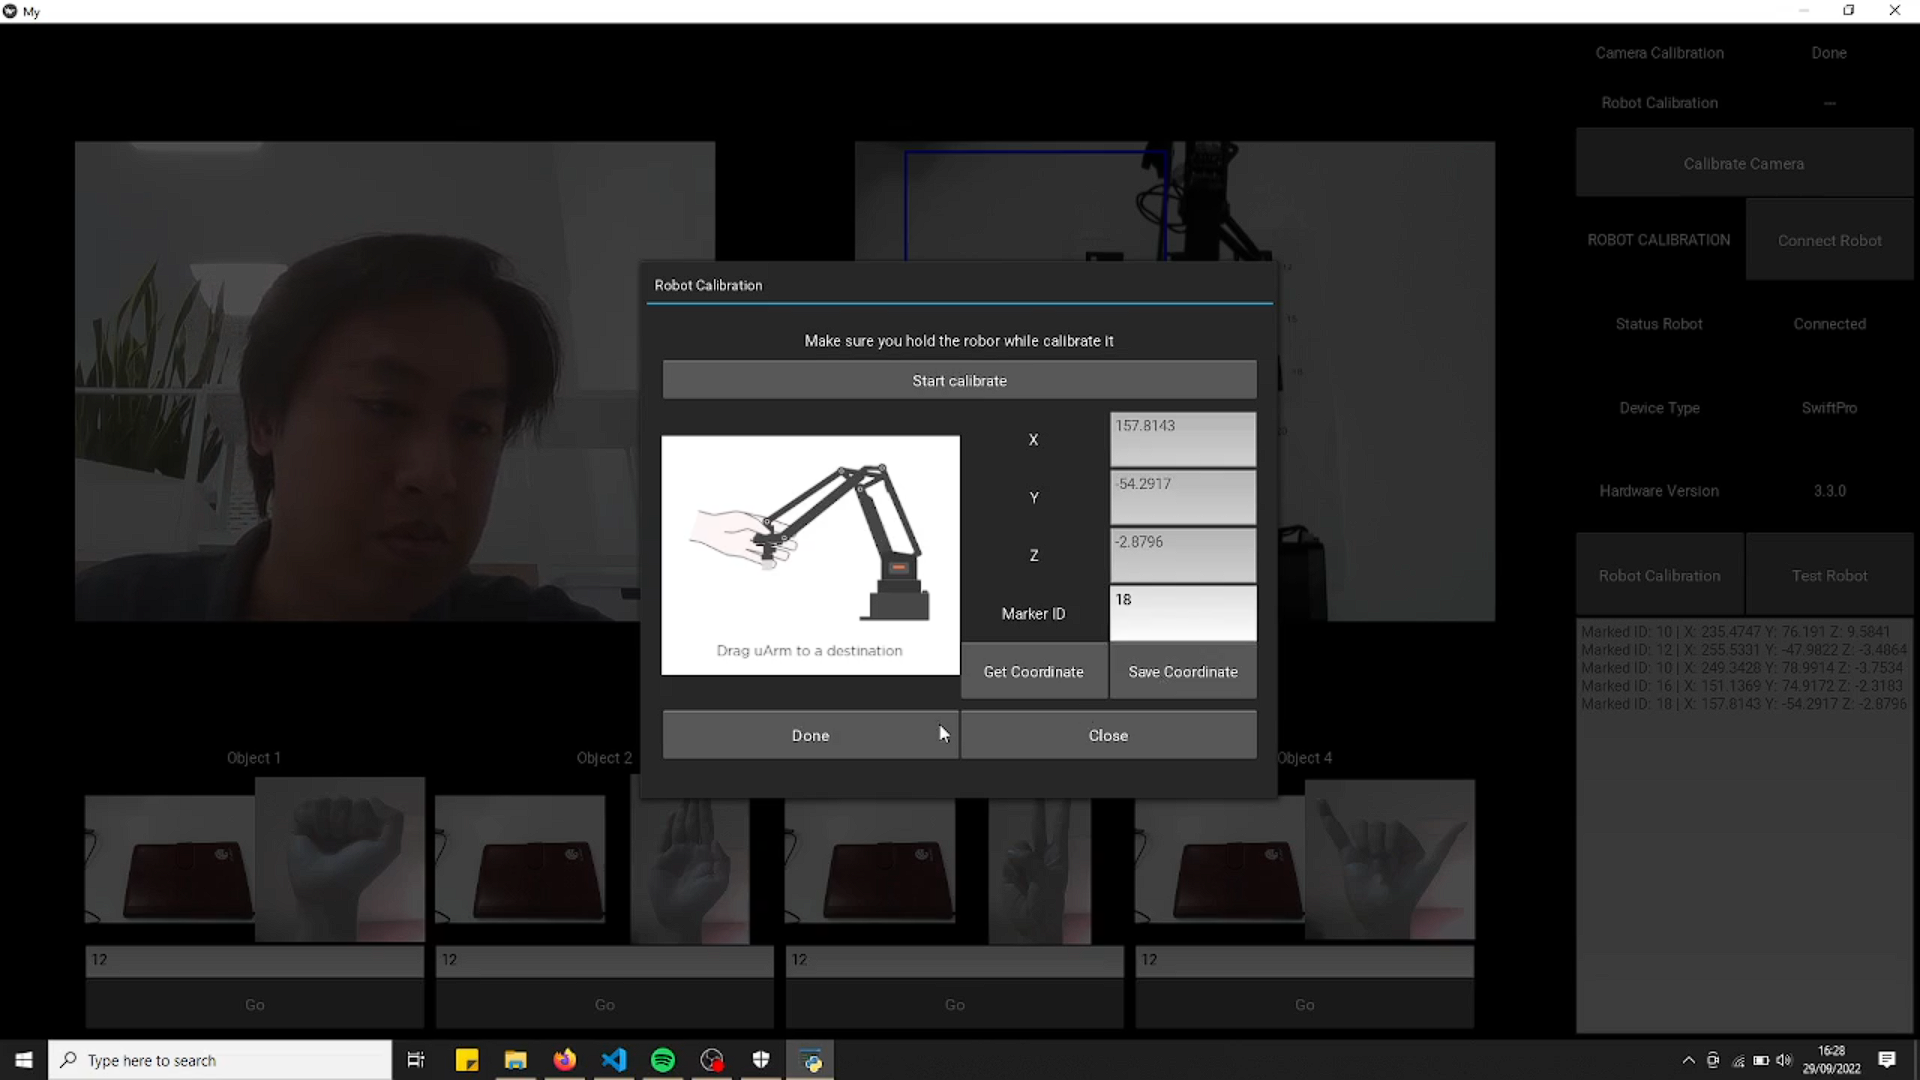 My
Camera Calibration Done
Robot Calibration ---
Calibrate Camera
ROBOT CALIBRATION Connect Robot
Status Robot Connected
Device Type SwiftPro
Hardware Version 3.3.0
Robot Calibration Test Robot
Marked ID: 10 | X: 235.4747 Y: 76.191 Z: 9.5841
Marked ID: 12 | X: 255.5331 Y: -47.9822 Z: -3.4864
Marked ID: 10 | X: 249.3428 Y: 78.9914 Z: -3.7534
Marked ID: 16 | X: 151.1369 Y: 74.9172 Z: -2.3183
Marked ID: 18 | X: 157.8143 Y: -54.2917 Z: -2.8796
Robot Calibration
Make sure you hold the robor while calibrate it
Start calibrate
X 157.8143
Y -54.2917
Z -2.8796
Marker ID 18
Drag uArm to a destination
Get Coordinate Save Coordinate
Done Close
Object 1 Object 2 Object 4
12 12 12 12
Go Go Go Go
Type here to search
16:28
29/09/2022